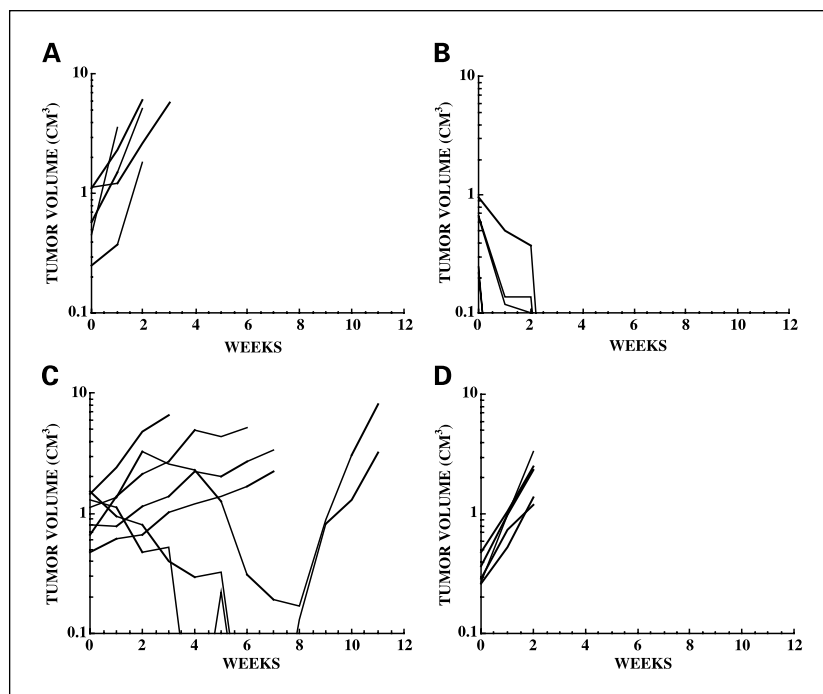 A
10
1
0.1
TUMOR VOLUME (CM³)
0 2 4 6 8 10 12
WEEKS
B
10
1
0.1
TUMOR VOLUME (CM³)
0 2 4 6 8 10 12
WEEKS
C
10
1
0.1
TUMOR VOLUME (CM³)
0 2 4 6 8 10 12
WEEKS
D
10
1
0.1
TUMOR VOLUME (CM³)
0 2 4 6 8 10 12
WEEKS